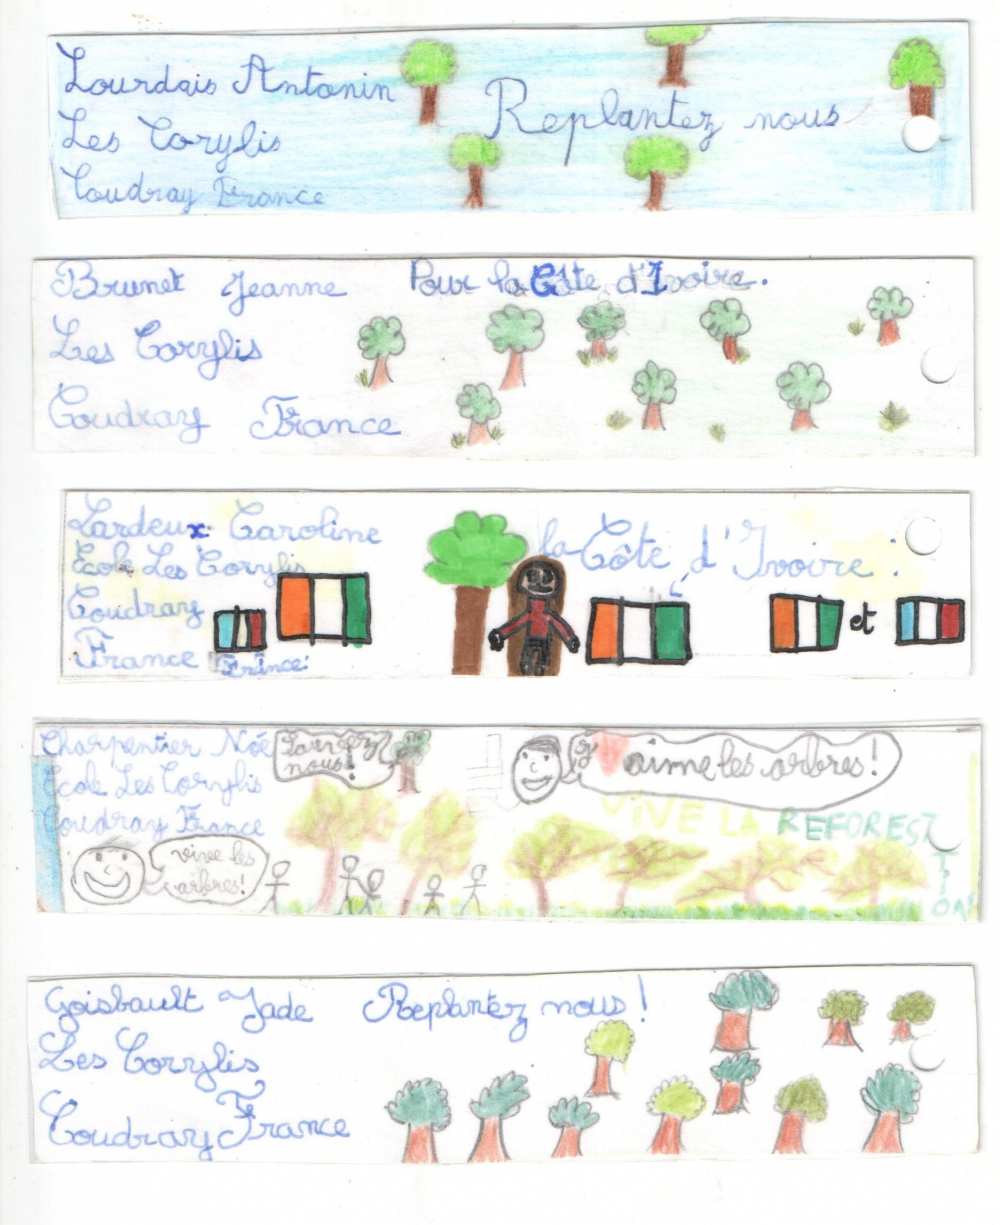 Lourdais Antonin
Les Corylis
Coudray France
Replantez nous
Brunet Jeanne
Les Corylis
Coudray France
Pour la Côte d'Ivoire.
Lardeux Caroline
École Les Corylis
Coudray
France
France
la Côte d'Ivoire :
et
Charpentier Noé
École Les Corylis
Coudray France
vive les
arbres!
nous!
j'aime les arbres!
VIVE LA REFORESTATION
Goisbault Jade
Les Corylis
Coudray France
Replantez nous!